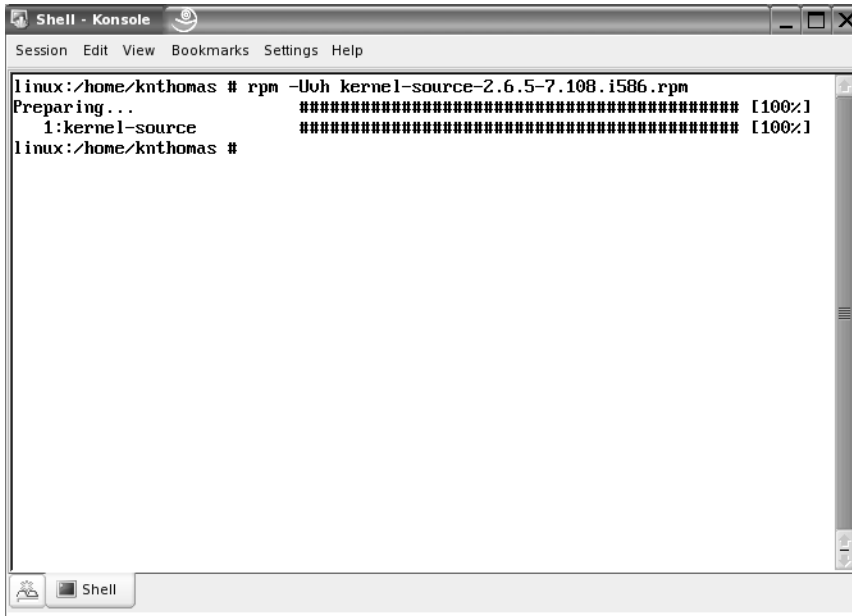 Shell - Konsole
Session Edit View Bookmarks Settings Help
linux:/home/knthomas # rpm -Uvh kernel-source-2.6.5-7.108.i586.rpm
Preparing... ########################################### [100%]
1:kernel-source ########################################### [100%]
linux:/home/knthomas #
Shell